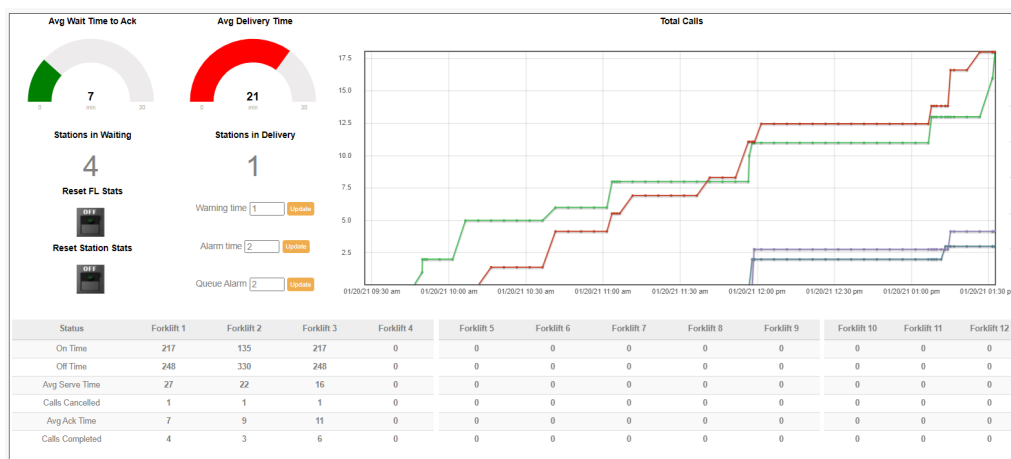 Avg Wait Time to Ack
Avg Delivery Time
Total Calls
7
min
0
30
21
min
0
30
Stations in Waiting
Stations in Delivery
4
1
Reset FL Stats
OFF
Reset Station Stats
OFF
Warning time 1 Update
Alarm time 2 Update
Queue Alarm 2 Update
17.5
15.0
12.5
10.0
7.5
5.0
2.5
01/20/21 09:30 am 01/20/21 10:00 am 01/20/21 10:30 am 01/20/21 11:00 am 01/20/21 11:30 am 01/20/21 12:00 pm 01/20/21 12:30 pm 01/20/21 01:00 pm 01/20/21 01:30 p
Status Forklift 1 Forklift 2 Forklift 3 Forklift 4 Forklift 5 Forklift 6 Forklift 7 Forklift 8 Forklift 9 Forklift 10 Forklift 11 Forklift 12
On Time 217 135 217 0 0 0 0 0 0 0 0 0
Off Time 248 330 248 0 0 0 0 0 0 0 0 0
Avg Serve Time 27 22 16 0 0 0 0 0 0 0 0 0
Calls Cancelled 1 1 1 0 0 0 0 0 0 0 0 0
Avg Ack Time 7 9 11 0 0 0 0 0 0 0 0 0
Calls Completed 4 3 6 0 0 0 0 0 0 0 0 0